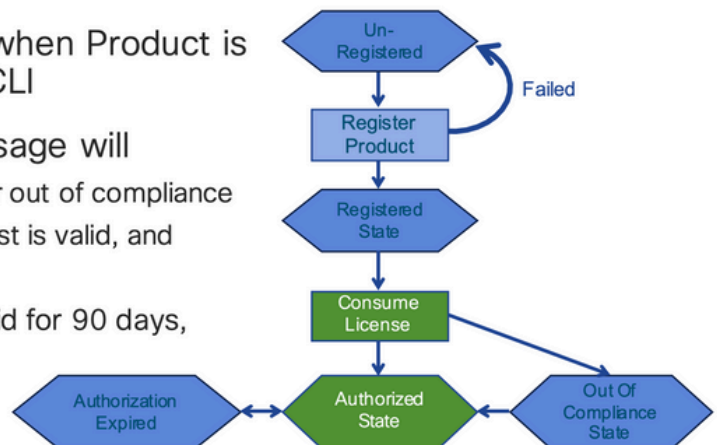 when Product is
CLI
sage will
r out of compliance
st is valid, and
id for 90 days,
Un-
Registered
Failed
Register
Product
Registered
State
Consume
License
Authorization
Expired
Authorized
State
Out Of
Compliance
State